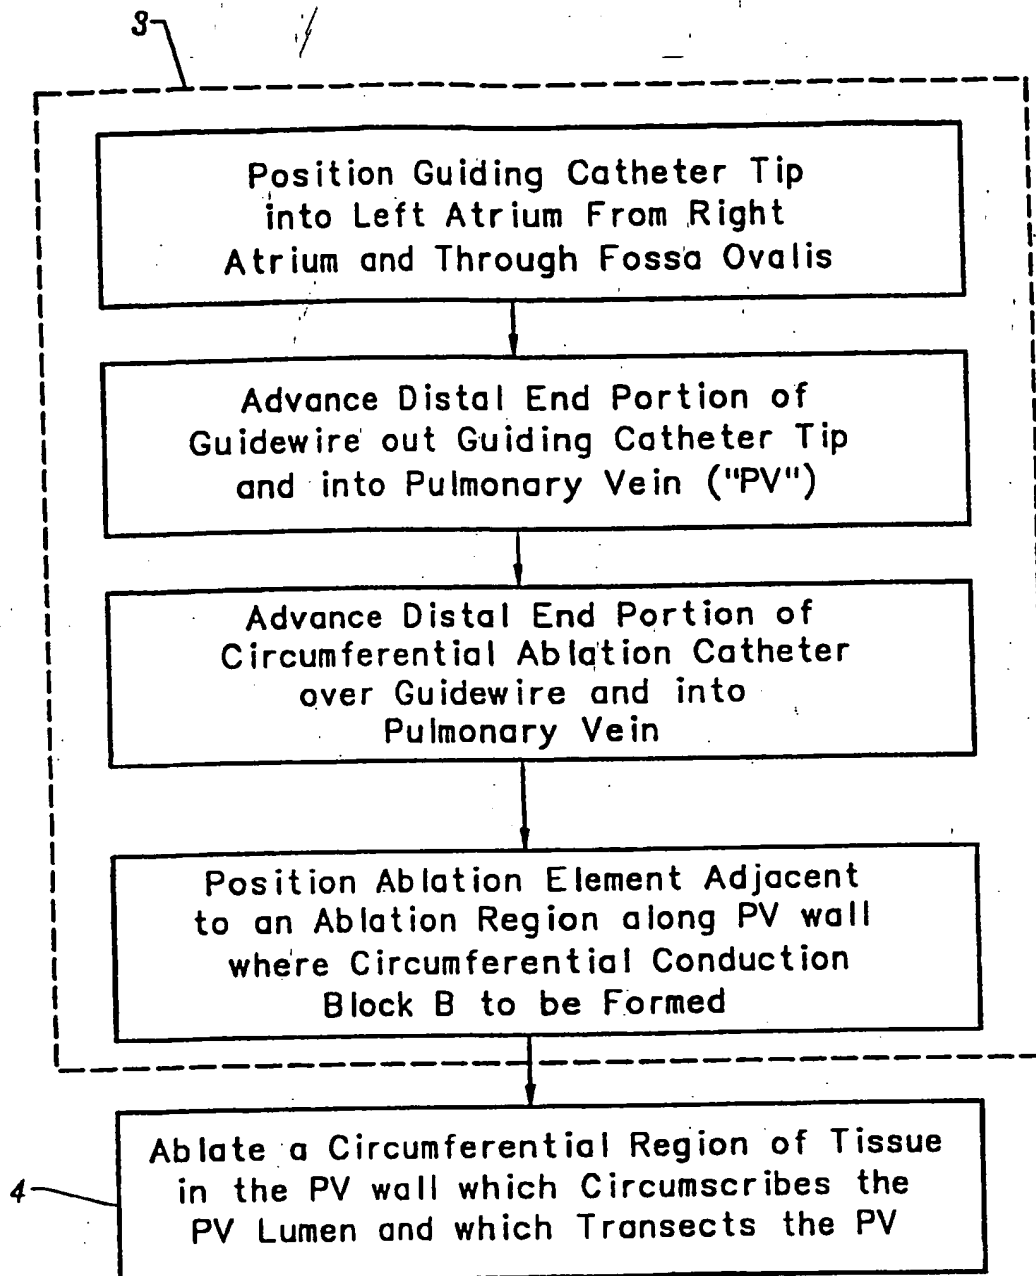 3
Position Guiding Catheter Tip
into Left Atrium From Right
Atrium and Through Fossa Ovalis
Advance Distal End Portion of
Guidewire out Guiding Catheter Tip
and into Pulmonary Vein ("PV")
Advance Distal End Portion of
Circumferential Ablation Catheter
over Guidewire and into
Pulmonary Vein
Position Ablation Element Adjacent
to an Ablation Region along PV wall
where Circumferential Conduction
Block B to be Formed
4
Ablate a Circumferential Region of Tissue
in the PV wall which Circumscribes the
PV Lumen and which Transects the PV